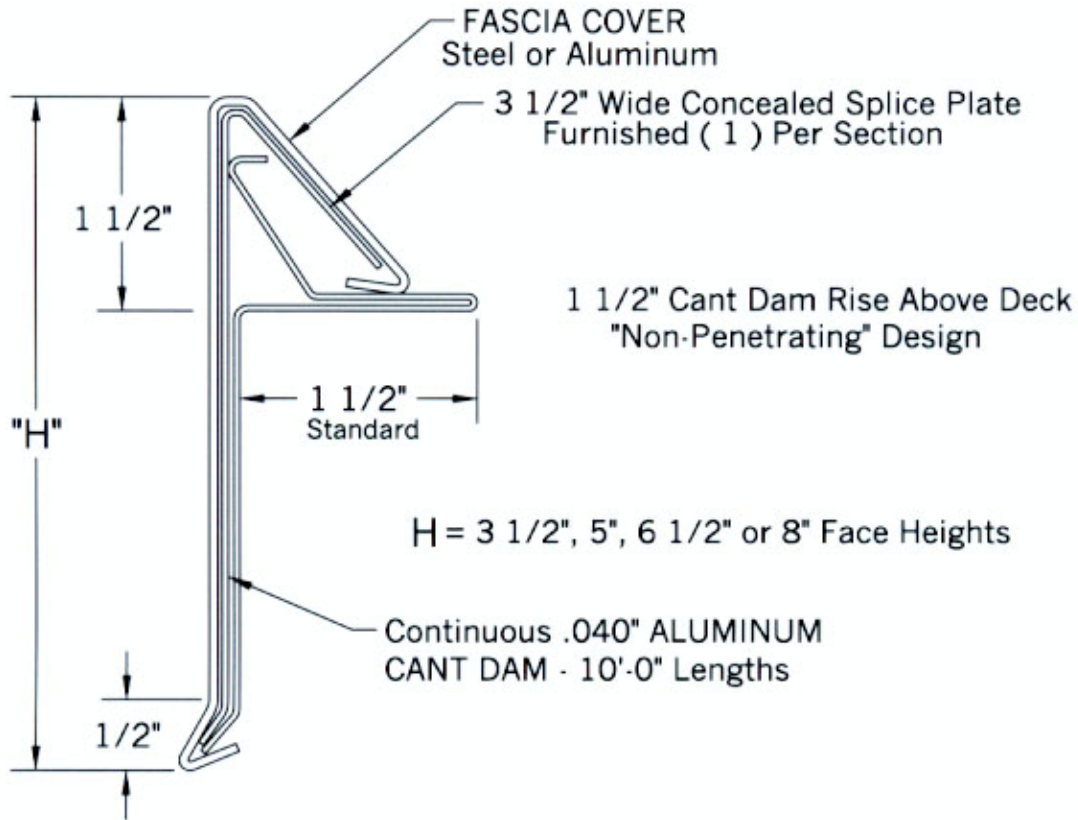 FASCIA COVER
Steel or Aluminum
3 1/2" Wide Concealed Splice Plate
Furnished ( 1 ) Per Section
1 1/2"
1 1/2" Cant Dam Rise Above Deck
"Non-Penetrating" Design
1 1/2"
Standard
"H"
H = 3 1/2", 5", 6 1/2" or 8" Face Heights
Continuous .040" ALUMINUM
CANT DAM - 10'-0" Lengths
1/2"